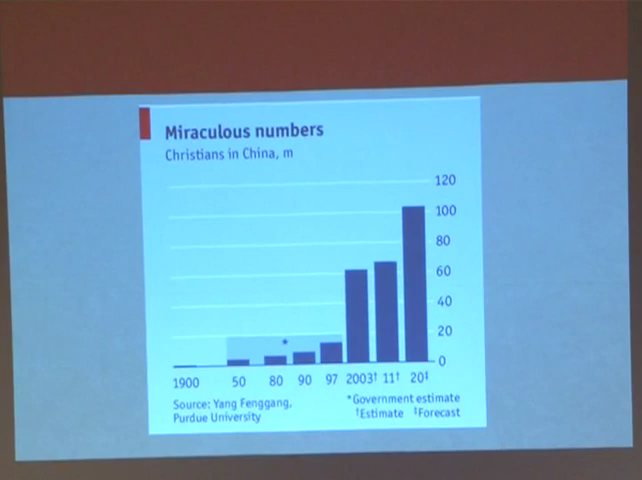 Miraculous numbers
Christians in China, m
120
100
80
60
40
20
0
*
1900 50 80 90 97 2003† 11† 20‡
Source: Yang Fenggang,
Purdue University
*Government estimate
†Estimate ‡Forecast